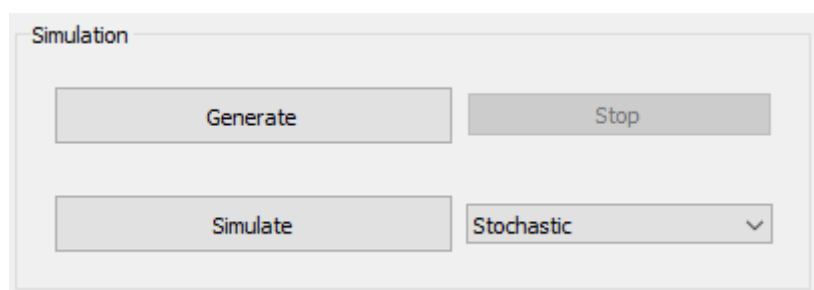 Simulation
Generate
Stop
Simulate
Stochastic